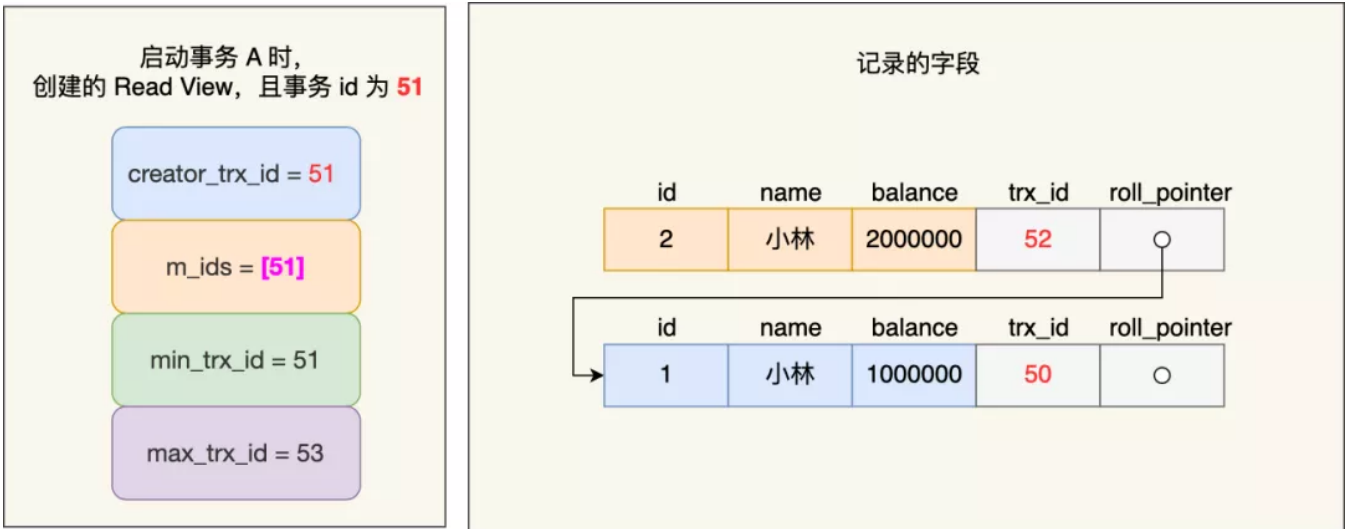 启动事务 A 时，
创建的 Read View，且事务 id 为 51
creator_trx_id = 51
m_ids = [51]
min_trx_id = 51
max_trx_id = 53
记录的字段
id name balance trx_id roll_pointer
2 小林 2000000 52
id name balance trx_id roll_pointer
1 小林 1000000 50